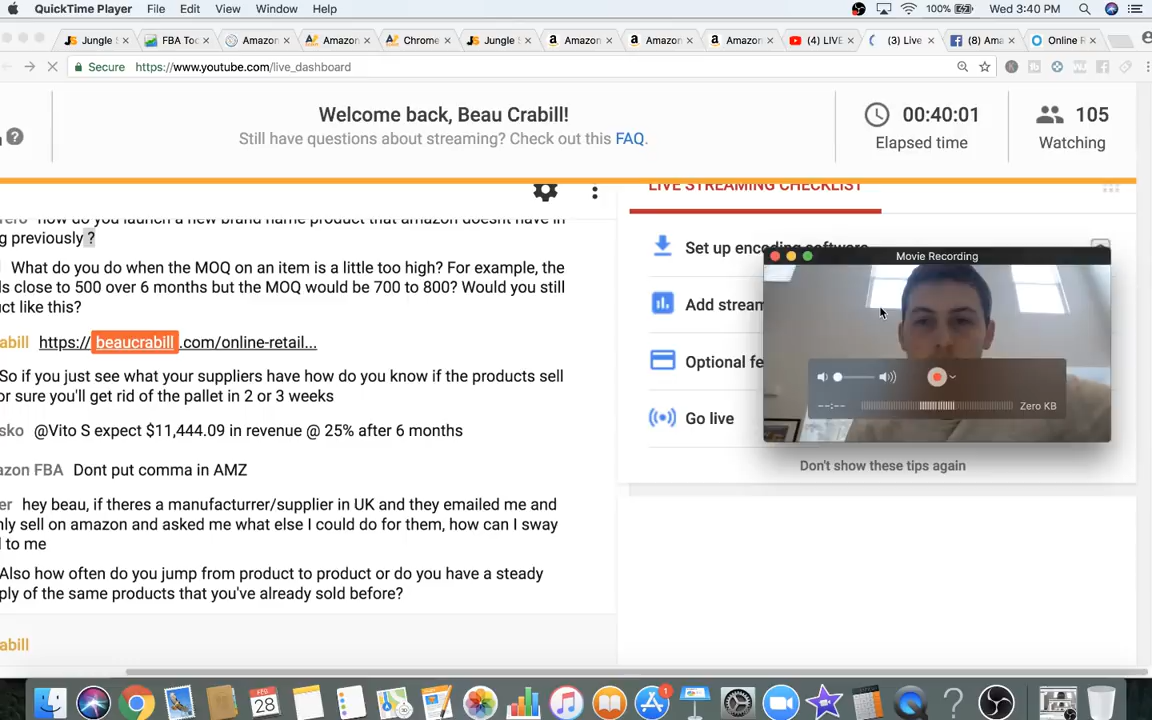 QuickTime Player File Edit View Window Help 100% Wed 3:40 PM
Jungle S FBA Too Amazon Amazon Chrome Jungle S Amazon Amazon Amazon (4) LIVE (3) Live (8) Ama Online R
Secure https://www.youtube.com/live_dashboard
Welcome back, Beau Crabill!
Still have questions about streaming? Check out this FAQ.
00:40:01
Elapsed time
105
Watching
how do you launch a new brand name product that amazon doesnt have in
g previously ?
What do you do when the MOQ on an item is a little too high? For example, the
ls close to 500 over 6 months but the MOQ would be 700 to 800? Would you still
uct like this?
abill https://beaucrabill.com/online-retail...
So if you just see what your suppliers have how do you know if the products sell
or sure you'll get rid of the pallet in 2 or 3 weeks
sko @Vito S expect $11,444.09 in revenue @ 25% after 6 months
azon FBA Dont put comma in AMZ
er hey beau, if theres a manufacturrer/supplier in UK and they emailed me and
nly sell on amazon and asked me what else I could do for them, how can I sway
l to me
Also how often do you jump from product to product or do you have a steady
ply of the same products that you've already sold before?
abill
LIVE STREAMING CHECKLIST
Set up encoding software
Add stream
Optional fe
Go live
Don't show these tips again
Movie Recording
--:-- Zero KB
FEB
28
1